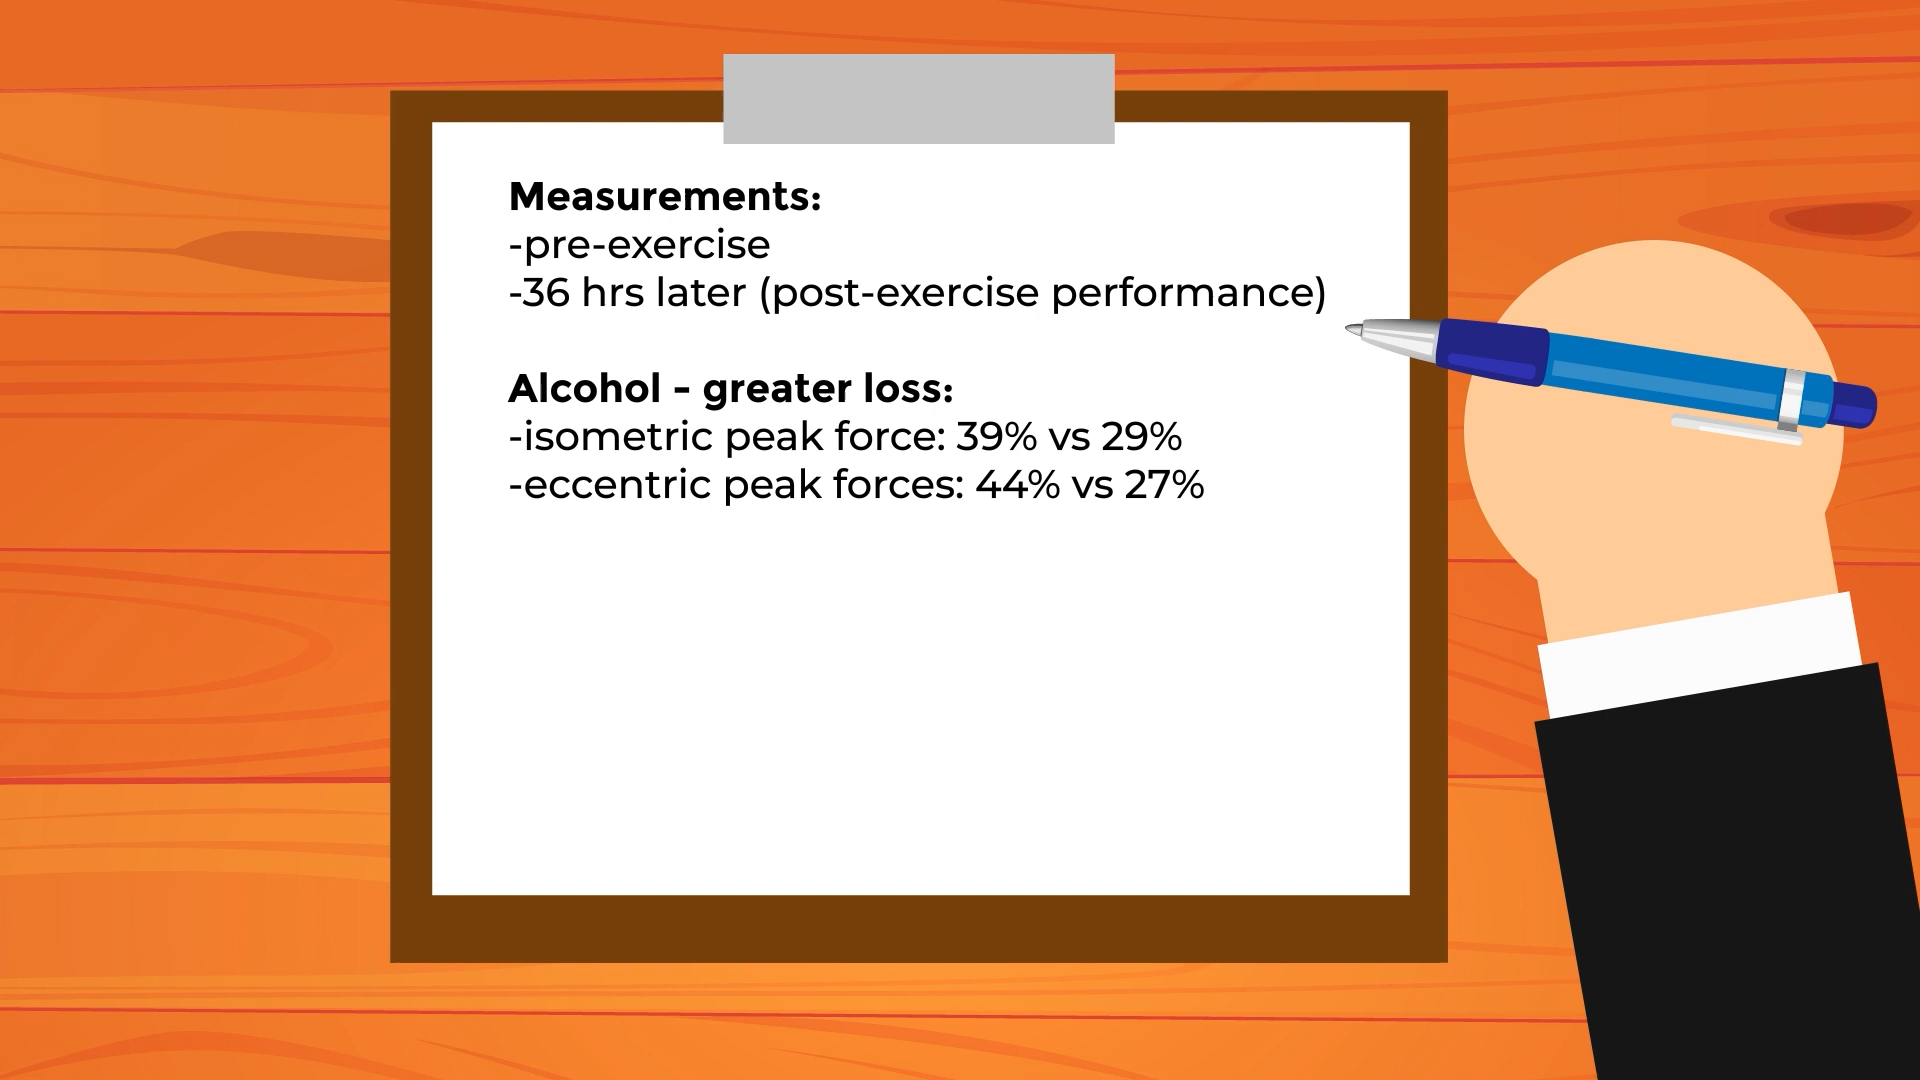 Measurements:
-pre-exercise
-36 hrs later (post-exercise performance)
Alcohol - greater loss:
-isometric peak force: 39% vs 29%
-eccentric peak forces: 44% vs 27%